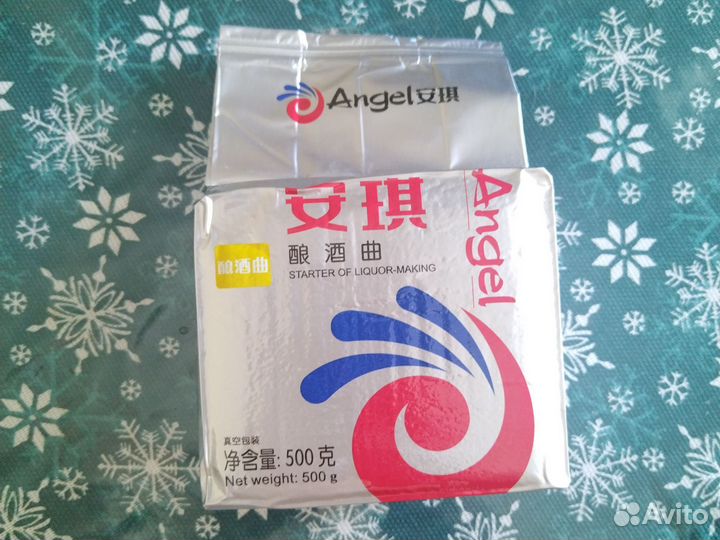 Angel安琪
安琪
Angel
酿酒曲
酿酒曲
STARTER OF LIQUOR-MAKING
真空包装
净含量: 500克
Net weight: 500 g
Avito